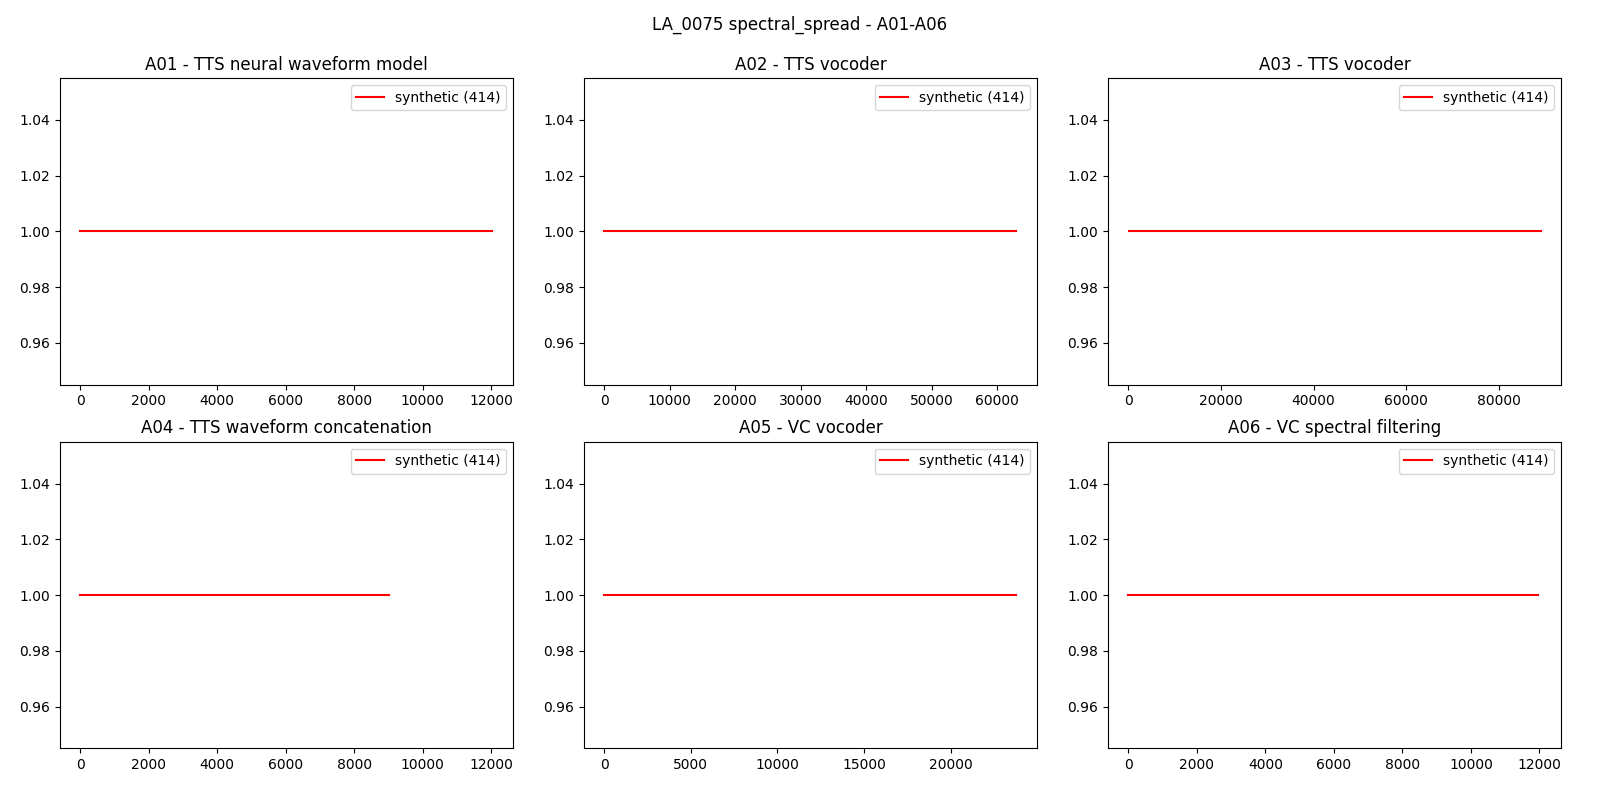 LA_0075 spectral_spread - A01-A06
A01 - TTS neural waveform model
synthetic (414)
1.04
1.02
1.00
0.98
0.96
0 2000 4000 6000 8000 10000 12000
A02 - TTS vocoder
synthetic (414)
1.04
1.02
1.00
0.98
0.96
0 10000 20000 30000 40000 50000 60000
A03 - TTS vocoder
synthetic (414)
1.04
1.02
1.00
0.98
0.96
0 20000 40000 60000 80000
A04 - TTS waveform concatenation
synthetic (414)
1.04
1.02
1.00
0.98
0.96
0 2000 4000 6000 8000 10000 12000
A05 - VC vocoder
synthetic (414)
1.04
1.02
1.00
0.98
0.96
0 5000 10000 15000 20000
A06 - VC spectral filtering
synthetic (414)
1.04
1.02
1.00
0.98
0.96
0 2000 4000 6000 8000 10000 12000